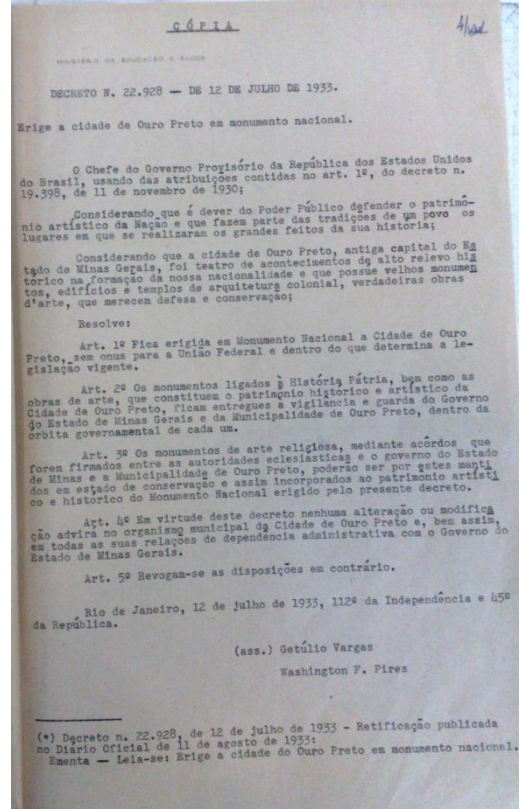 CÓPIA
MINISTÉRIO DA EDUCAÇÃO E SAÚDE
DECRETO N. 22.928 — DE 12 DE JULHO DE 1933.
Erige a cidade de Ouro Preto em monumento nacional.
O Chefe do Governo Provisório da República dos Estados Unidos
do Brasil, usando das atribuições contidas no art. 1º, do decreto n.
19.398, de 11 de novembro de 1930;
Considerando que é dever do Poder Público defender o patrimô-
nio artístico da Nação e que fazem parte das tradições de um povo os
lugares em que se realizaram os grandes feitos da sua historia;
Considerando que a cidade de Ouro Preto, antiga capital do Es
tado de Minas Gerais, foi teatro de acontecimentos de alto relevo his
tórico na formação da nossa nacionalidade e que possue velhos monumen
tos, edifícios e templos de arquitetura colonial, verdadeiras obras
d'arte, que merecem defesa e conservação;
Resolve:
Art. 1º Fica erigida em Monumento Nacional a Cidade de Ouro
Preto, sem onus para a União Federal e dentro do que determina a le-
gislação vigente.
Art. 2º Os monumentos ligados à História Pátria, bem como as
obras de arte, que constituem o patrimonio histórico e artístico da
Cidade de Ouro Preto, ficam entregues a vigilancia e guarda do Governo
do Estado de Minas Gerais e da Municipalidade de Ouro Preto, dentro da
orbita governamental de cada um.
Art. 3º Os monumentos de arte religiosa, mediante acôrdos que
forem firmados entre as autoridades eclesiasticas e o governo do Estado
de Minas e a Municipalidade de Ouro Preto, poderão ser por estes manti
dos em estado de conservação e assim incorporados ao patrimonio artísti
co e histórico do Monumento Nacional erigido pelo presente decreto.
Art. 4º Em virtude deste decreto nenhuma alteração ou modifica
ção advirá no organismo municipal da Cidade de Ouro Preto e, bem assim,
em todas as suas relações de dependencia administrativa com o Governo do
Estado de Minas Gerais.
Art. 5º Revogam-se as disposições em contrário.
Rio de Janeiro, 12 de julho de 1933, 112º da Independência e 45º
da República.
(ass.) Getúlio Vargas
Washington F. Pires
(*) Decreto n. 22.928, de 12 de julho de 1933 - Retificação publicada
no Diario Oficial de 11 de agosto de 1933:
Ementa — Leia-se: Erige a cidade do Ouro Preto em monumento nacional.